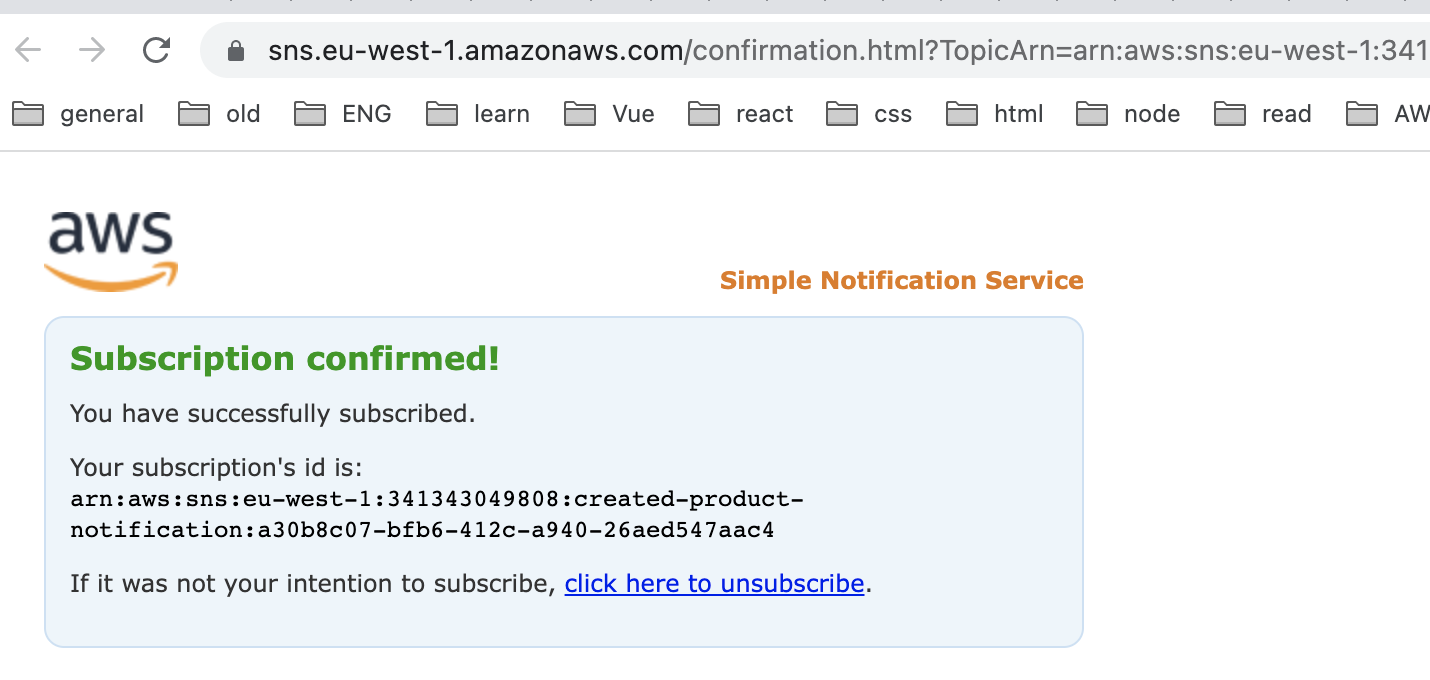 sns.eu-west-1.amazonaws.com/confirmation.html?TopicArn=arn:aws:sns:eu-west-1:341
general old ENG learn Vue react css html node read AW
aws
Simple Notification Service
Subscription confirmed!
You have successfully subscribed.
Your subscription's id is:
arn:aws:sns:eu-west-1:341343049808:created-product-
notification:a30b8c07-bfb6-412c-a940-26aed547aac4
If it was not your intention to subscribe, click here to unsubscribe.